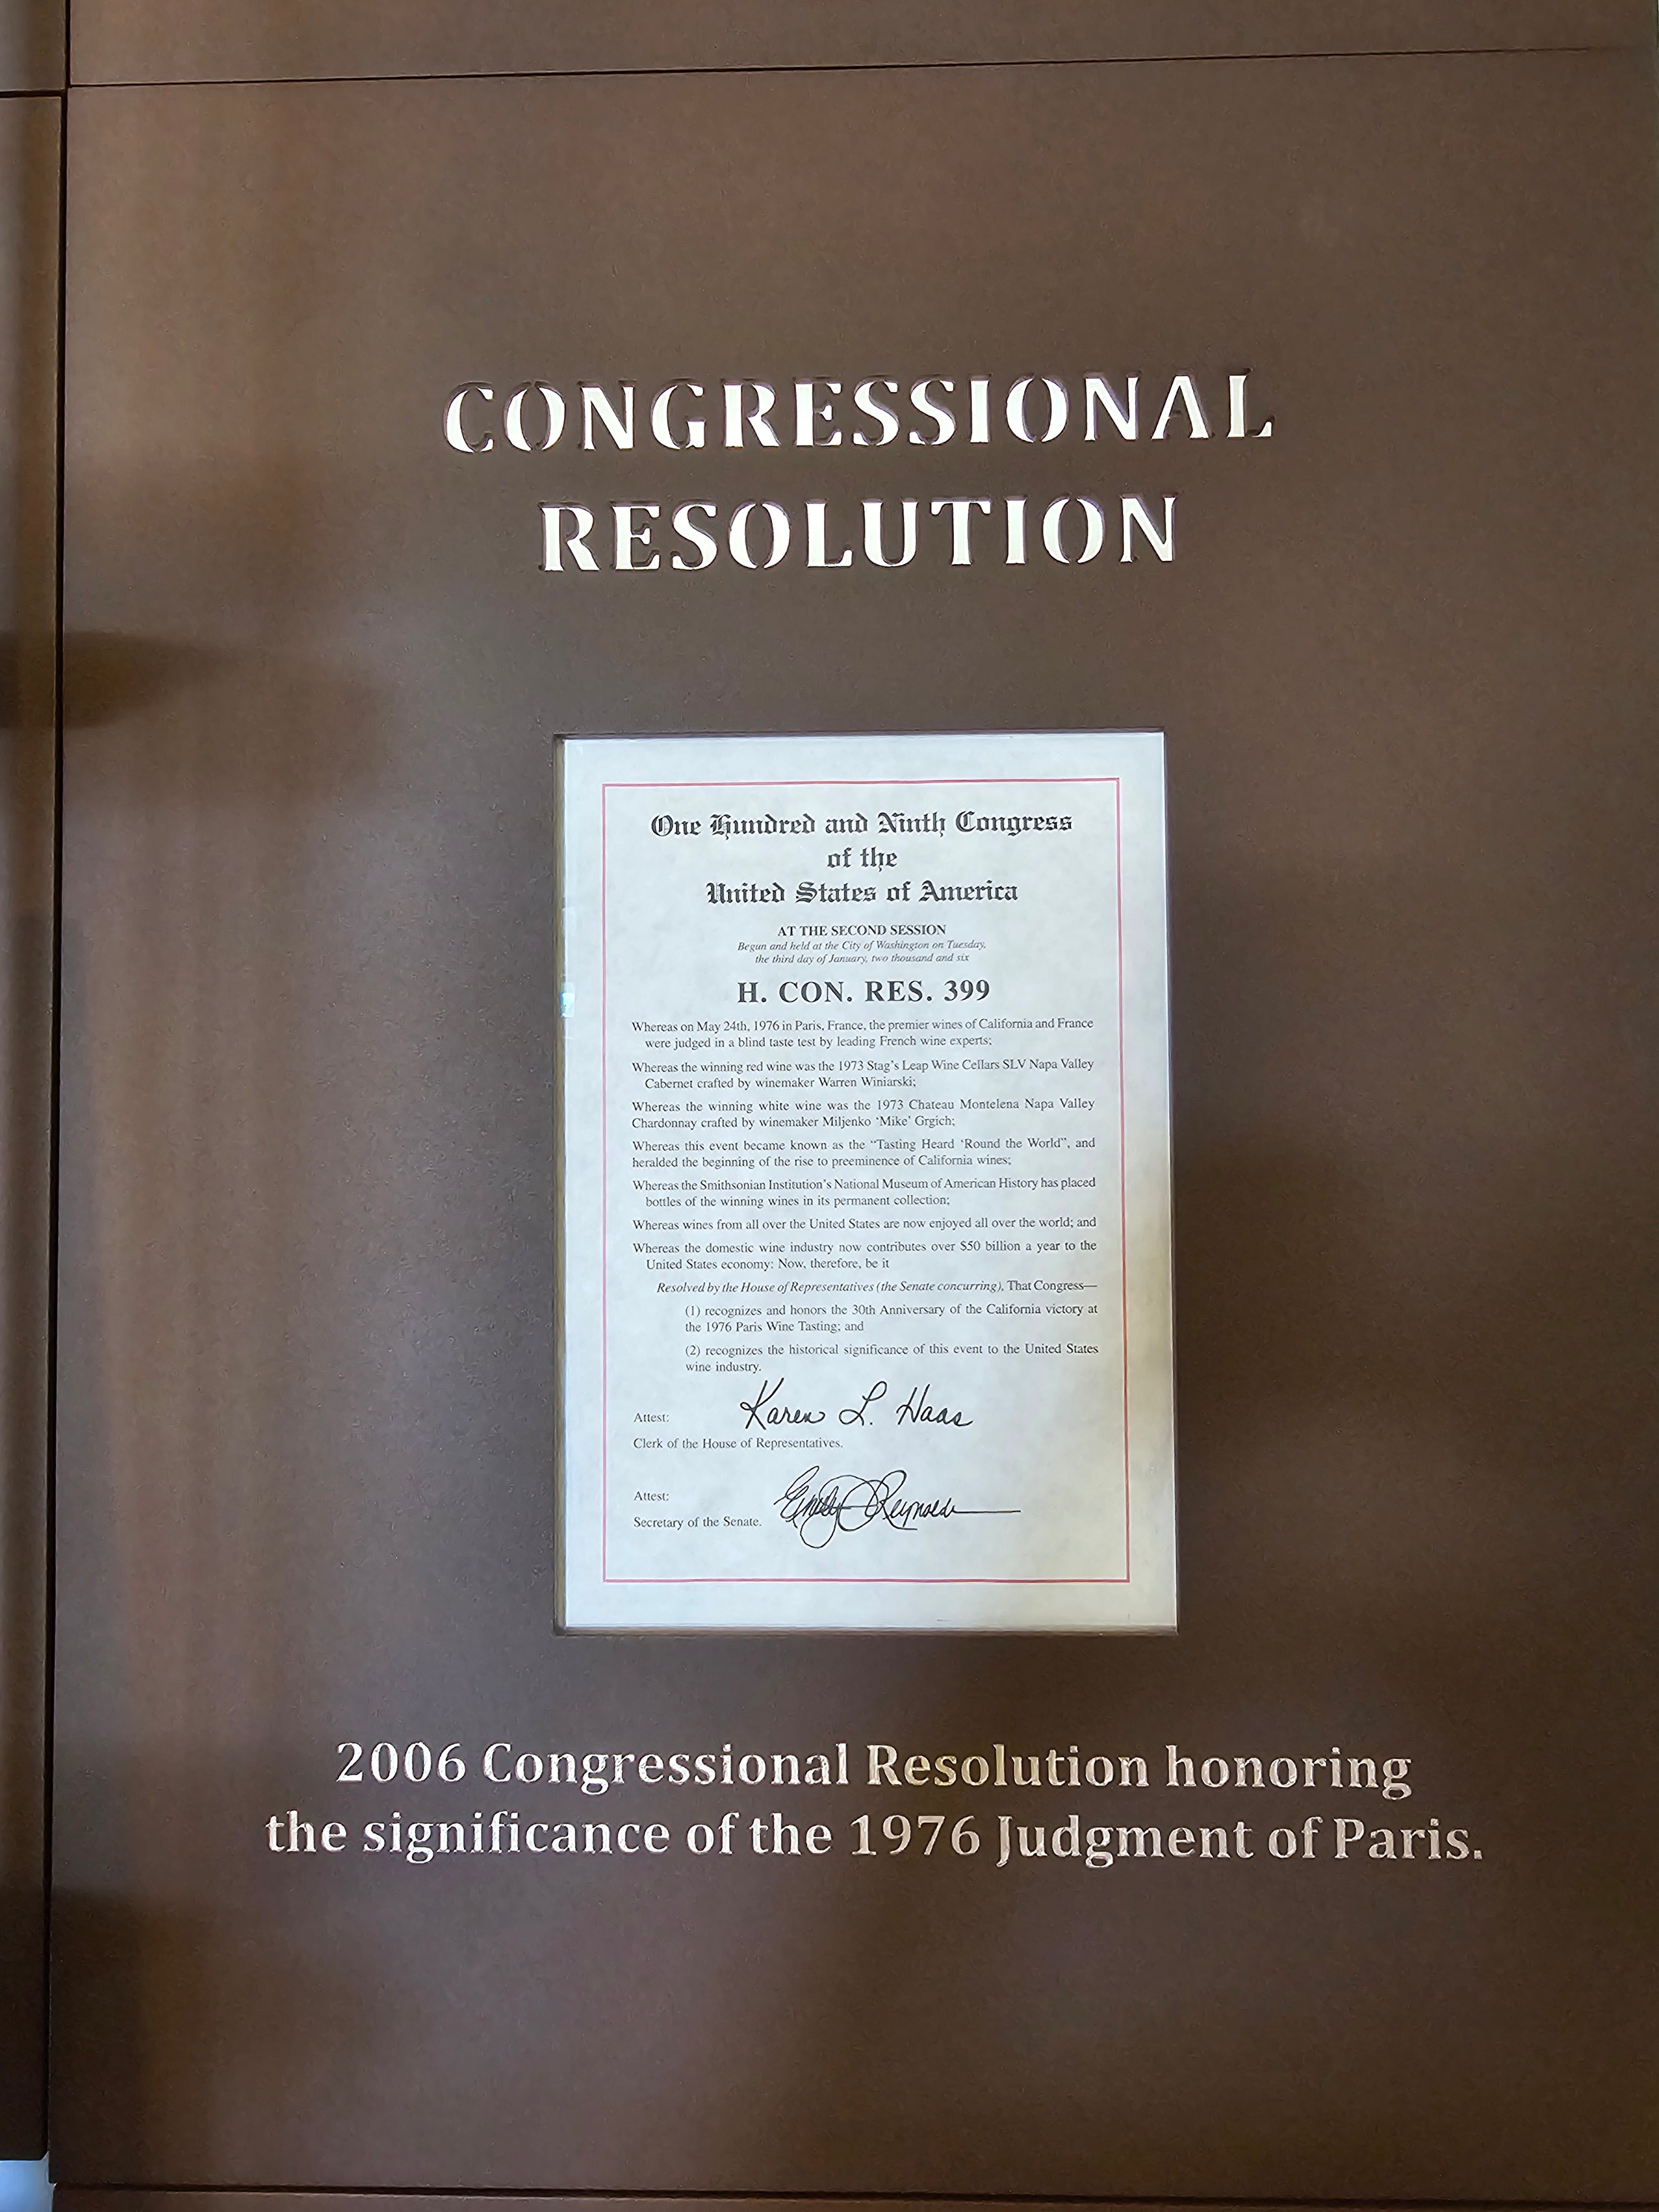 CONGRESSIONAL
RESOLUTION
One Hundred and Ninth Congress
of the
United States of America
AT THE SECOND SESSION
Begun and held at the City of Washington on Tuesday,
the third day of January, two thousand and six
H. CON. RES. 399
Whereas on May 24th, 1976 in Paris, France, the premier wines of California and France
were judged in a blind taste test by leading French wine experts;
Whereas the winning red wine was the 1973 Stag's Leap Wine Cellars SLV Napa Valley
Cabernet crafted by winemaker Warren Winiarski;
Whereas the winning white wine was the 1973 Chateau Montelena Napa Valley
Chardonnay crafted by winemaker Miljenko ‘Mike’ Grgich;
Whereas this event became known as the “Tasting Heard ‘Round the World”, and
heralded the beginning of the rise to preeminence of California wines;
Whereas the Smithsonian Institution's National Museum of American History has placed
bottles of the winning wines in its permanent collection;
Whereas wines from all over the United States are now enjoyed all over the world; and
Whereas the domestic wine industry now contributes over $50 billion a year to the
United States economy: Now, therefore, be it
Resolved by the House of Representatives (the Senate concurring), That Congress—
(1) recognizes and honors the 30th Anniversary of the California victory at
the 1976 Paris Wine Tasting; and
(2) recognizes the historical significance of this event to the United States
wine industry.
Attest: Karen L. Haas
Clerk of the House of Representatives.
Attest: Emily Reynolds
Secretary of the Senate.
2006 Congressional Resolution honoring
the significance of the 1976 Judgment of Paris.